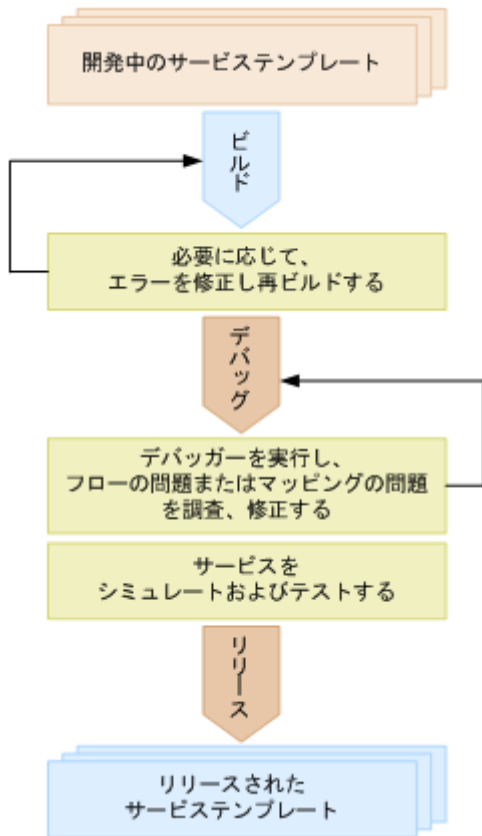 開発中のサービステンプレート
ビルド
必要に応じて、
エラーを修正し再ビルドする
デバッグ
デバッガーを実行し、
フローの問題またはマッピングの問題
を調査、修正する
サービスを
シミュレートおよびテストする
リリース
リリースされた
サービステンプレート